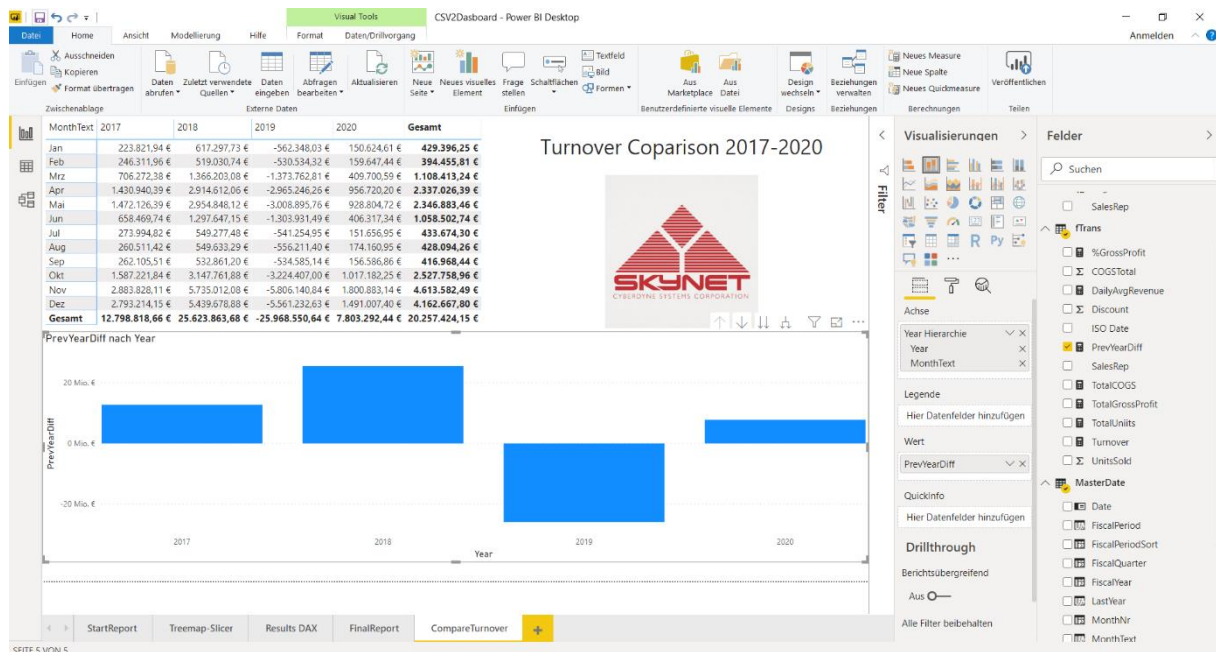 Visual Tools
CSV2Dasboard - Power BI Desktop
Datei Home Ansicht Modellierung Hilfe Format Daten/Drillvorgang Anmelden
Einfügen
Ausschneiden
Kopieren
Format übertragen
Zwischenablage
Daten abrufen
Zuletzt verwendete Quellen
Daten eingeben
Abfragen bearbeiten
Externe Daten
Aktualisieren
Neue Seite
Neues visuelles Element
Frage stellen
Schaltflächen
Textfeld
Bild
Formen
Einfügen
Aus Marketplace
Aus Datei
Benutzerdefinierte visuelle Elemente
Design wechseln
Designs
Beziehungen verwalten
Beziehungen
Neues Measure
Neue Spalte
Neues Quickmeasure
Berechnungen
Veröffentlichen
Teilen
MonthText 2017 2018 2019 2020 Gesamt
Jan 223.821,94 € 617.297,73 € -562.348,03 € 150.624,61 € 429.396,25 €
Feb 246.311,96 € 519.030,74 € -530.534,32 € 159.647,44 € 394.455,81 €
Mrz 706.272,38 € 1.366.203,08 € -1.373.762,81 € 409.700,59 € 1.108.413,24 €
Apr 1.430.940,39 € 2.914.612,06 € -2.965.246,26 € 956.720,20 € 2.337.026,39 €
Mai 1.472.126,39 € 2.954.848,12 € -3.008.895,76 € 928.804,72 € 2.346.883,46 €
Jun 658.469,74 € 1.297.647,15 € -1.303.931,49 € 406.317,34 € 1.058.502,74 €
Jul 273.994,82 € 549.277,48 € -541.254,95 € 151.656,95 € 433.674,30 €
Aug 260.511,42 € 549.633,29 € -556.211,40 € 174.160,95 € 428.094,26 €
Sep 262.105,51 € 532.861,20 € -534.585,14 € 156.586,86 € 416.968,44 €
Okt 1.587.221,84 € 3.147.761,88 € -3.224.407,00 € 1.017.182,25 € 2.527.758,96 €
Nov 2.883.828,11 € 5.735.012,08 € -5.806.140,84 € 1.800.883,14 € 4.613.582,49 €
Dez 2.793.214,15 € 5.439.678,88 € -5.561.232,63 € 1.491.007,40 € 4.162.667,80 €
Gesamt 12.798.818,66 € 25.623.863,68 € -25.968.550,64 € 7.803.292,44 € 20.257.424,15 €
Turnover Coparison 2017-2020
SKYNET
CYBERDYNE SYSTEMS CORPORATION
PrevYearDiff nach Year
PrevYearDiff
20 Mio. €
0 Mio. €
-20 Mio. €
2017 2018 2019 2020
Year
Filter
Visualisierungen
R Py
Achse
Year Hierarchie
Year
MonthText
Legende
Hier Datenfelder hinzufügen
Wert
PrevYearDiff
QuickInfo
Hier Datenfelder hinzufügen
Drillthrough
Berichtsübergreifend
Aus
Alle Filter beibehalten
Felder
Suchen
SalesRep
fTrans
%GrossProfit
COGSTotal
DailyAvgRevenue
Discount
ISO Date
PrevYearDiff
SalesRep
TotalCOGS
TotalGrossProfit
TotalUniits
Turnover
UnitsSold
MasterDate
Date
FiscalPeriod
FiscalPeriodSort
FiscalQuarter
FiscalYear
LastYear
MonthNr
MonthText
StartReport Treemap-Slicer Results DAX FinalReport CompareTurnover
SEITE 5 VON 5